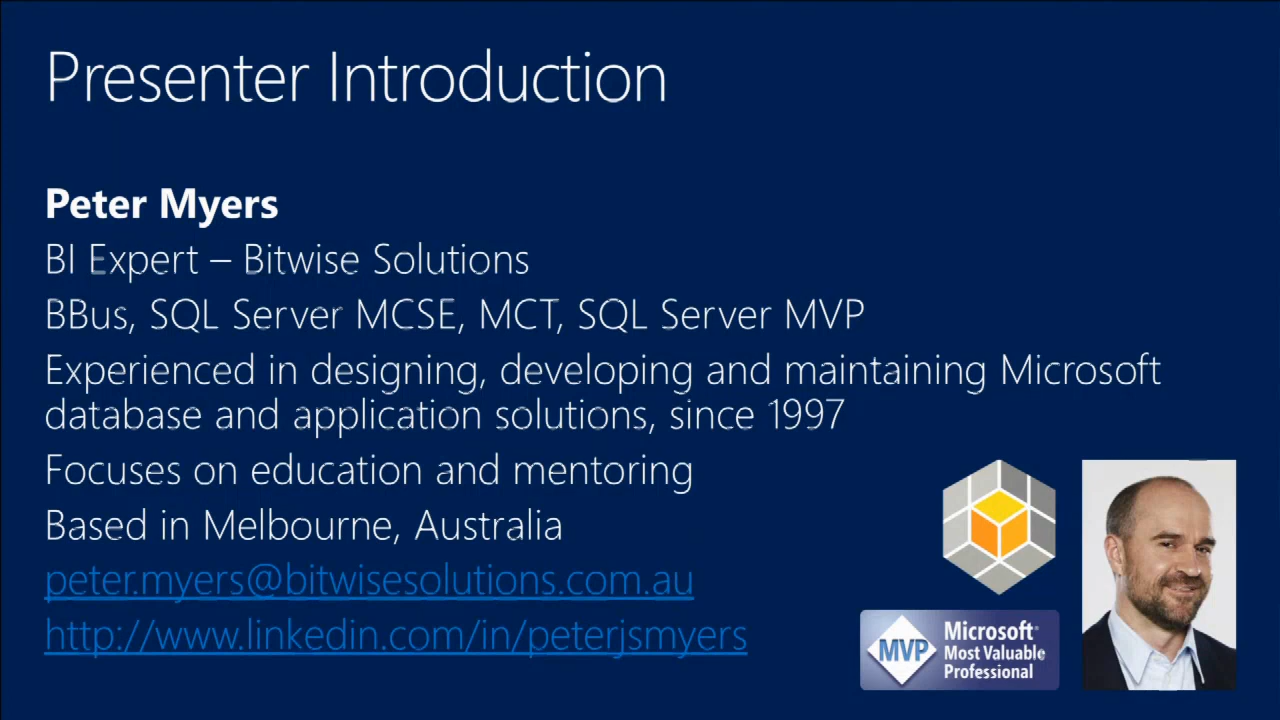 Presenter Introduction
Peter Myers
BI Expert – Bitwise Solutions
BBus, SQL Server MCSE, MCT, SQL Server MVP
Experienced in designing, developing and maintaining Microsoft
database and application solutions, since 1997
Focuses on education and mentoring
Based in Melbourne, Australia
peter.myers@bitwisesolutions.com.au
http://www.linkedin.com/in/peterjsmyers
MVP
Microsoft®
Most Valuable
Professional